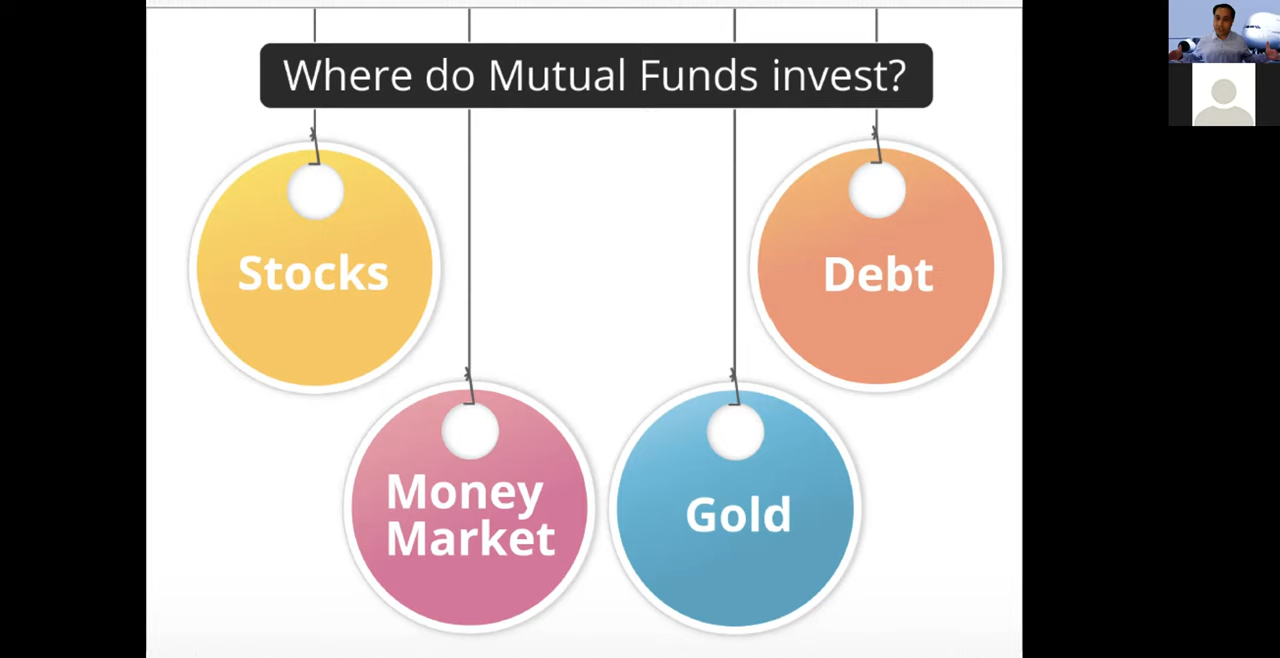 Where do Mutual Funds invest?
Stocks
Debt
Money
Market
Gold